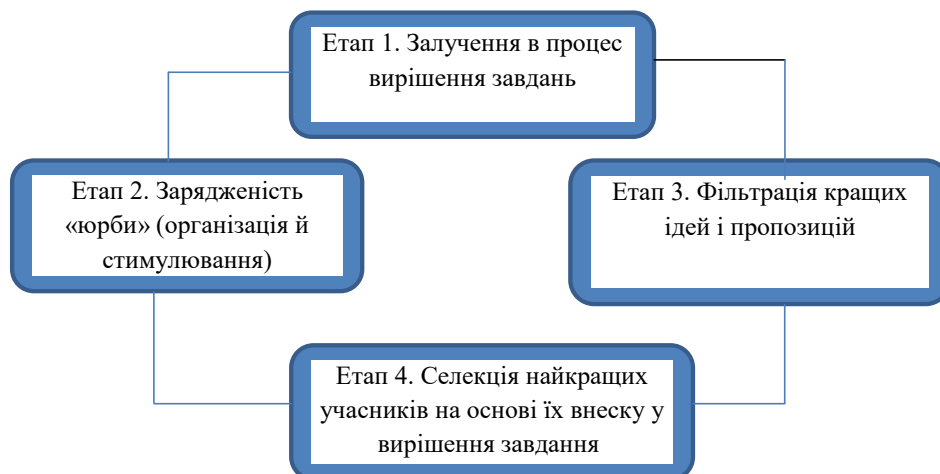 Етап 1. Залучення в процес
вирішення завдань
Етап 2. Зарядженість
«юрби» (організація й
стимулювання)
Етап 3. Фільтрація кращих
ідей і пропозицій
Етап 4. Селекція найкращих
учасників на основі їх внеску у
вирішення завдання